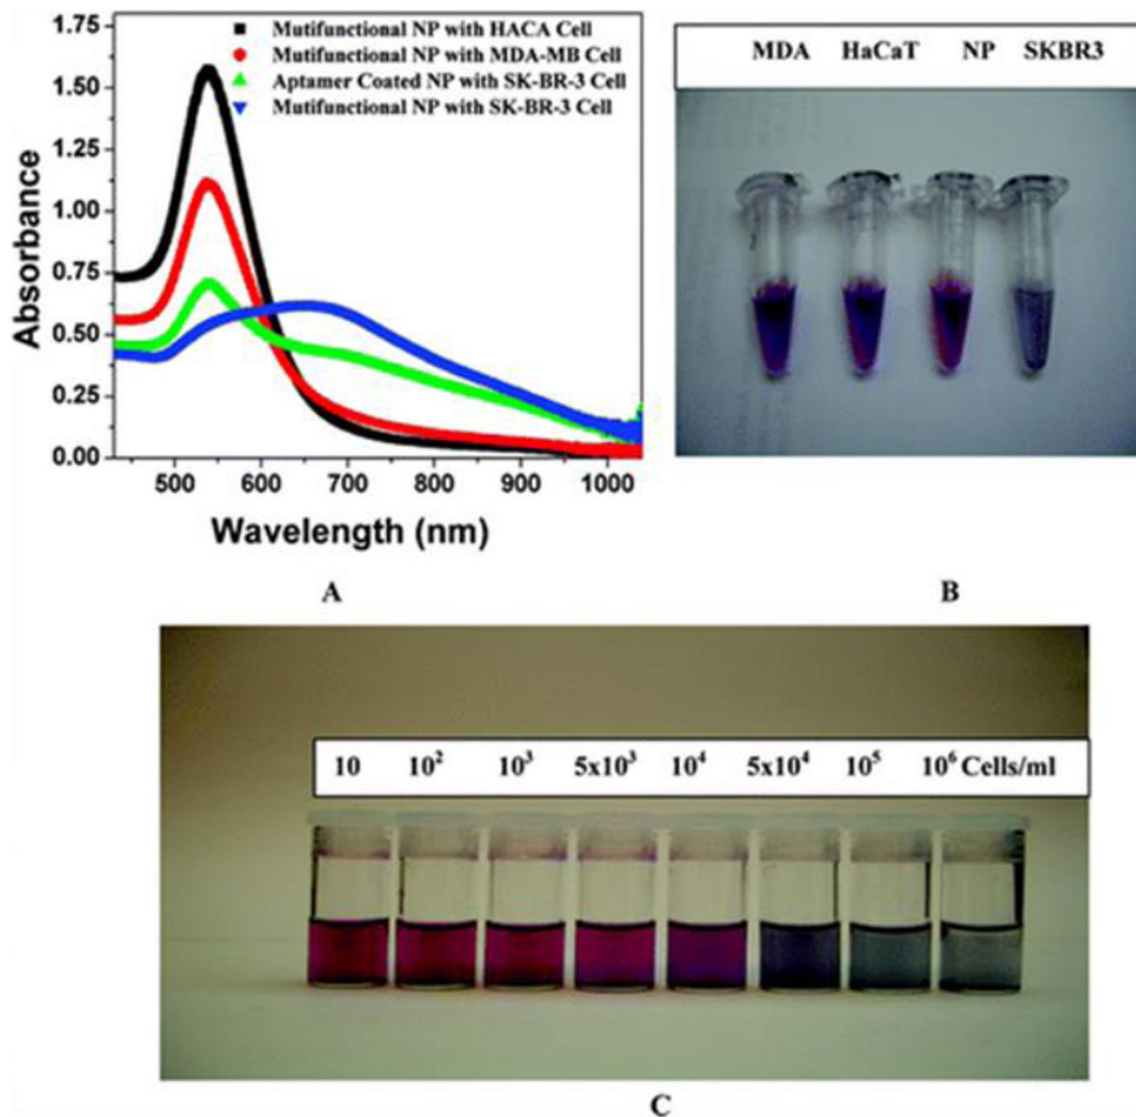 1.75
1.50
1.25
1.00
0.75
0.50
0.25
0.00
Absorbance
Mutifunctional NP with HACA Cell
Mutifunctional NP with MDA-MB Cell
Aptamer Coated NP with SK-BR-3 Cell
Mutifunctional NP with SK-BR-3 Cell
500 600 700 800 900 1000
Wavelength (nm)
A
MDA HaCaT NP SKBR3
B
10 10² 10³ 5x10³ 10⁴ 5x10⁴ 10⁵ 10⁶ Cells/ml
C